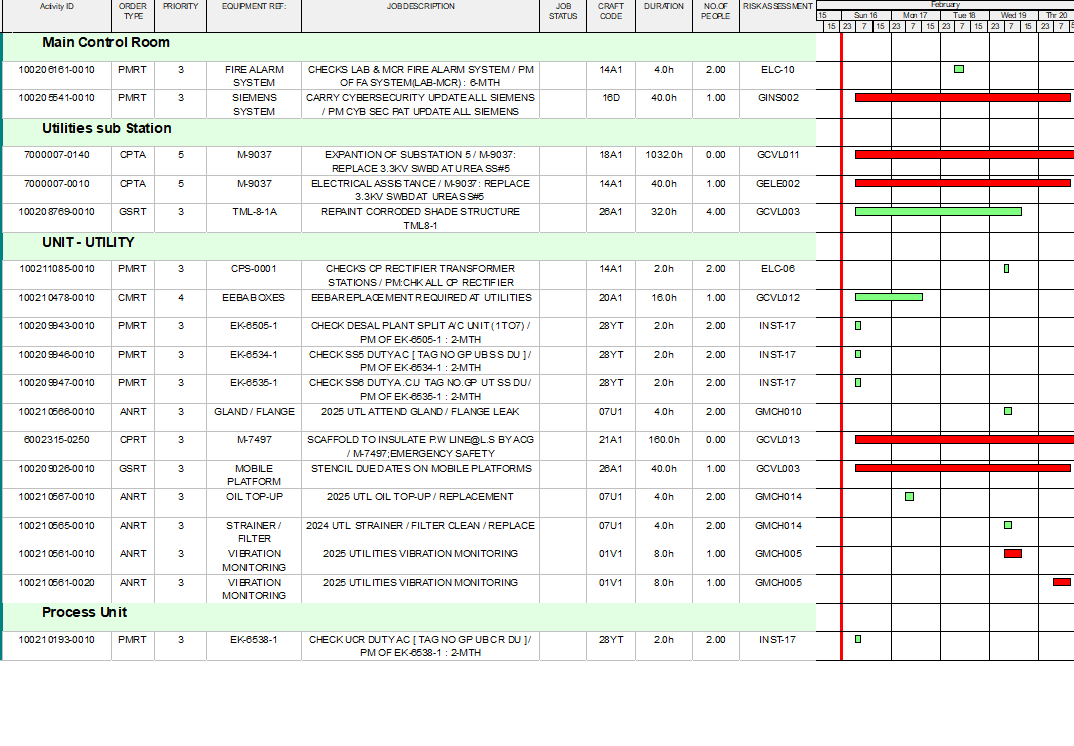 Activity ID ORDER TYPE PRIORITY EQUIPMENT REF: JOB DESCRIPTION JOB STATUS CRAFT CODE DURATION NO.OF PEOPLE RISK ASSESSMENT February
15 Sun 16 Mon 17 Tue 18 Wed 19 Thr 20
15 23 7 15 23 7 15 23 7 15 23 7 15 23 7
Main Control Room
100206161-0010 PMRT 3 FIRE ALARM CHECKS LAB & MCR FIRE ALARM SYSTEM / PM 14A1 4.0h 2.00 ELC-10
SYSTEM OF FA SYSTEM(LAB-MCR) : 6-MTH
100205541-0010 PMRT 3 SIEMENS CARRY CYBERSECURITY UPDATE ALL SIEMENS 16D 40.0h 1.00 GINS002
SYSTEM / PM CYB SEC PAT UPDATE ALL SIEMENS
Utilities sub Station
7000007-0140 CPTA 5 M-9037 EXPANTION OF SUBSTATION 5 / M-9037: 18A1 1032.0h 0.00 GCVL011
REPLACE 3.3KV SWBD AT UREA SS#5
7000007-0010 CPTA 5 M-9037 ELECTRICAL ASSISTANCE / M-9037: REPLACE 14A1 40.0h 1.00 GELE002
3.3KV SWBD AT UREA SS#5
100208769-0010 GSRT 3 TML-8-1A REPAINT CORRODED SHADE STRUCTURE 26A1 32.0h 4.00 GCVL003
TML8-1
UNIT - UTILITY
100211085-0010 PMRT 3 CPS-0001 CHECKS CP RECTIFIER TRANSFORMER 14A1 2.0h 2.00 ELC-06
STATIONS / PM:CHK ALL CP RECTIFIER
100210478-0010 CMRT 4 EEBA BOXES EEBA REPLACEMENT REQUIRED AT UTILITIES 20A1 16.0h 1.00 GCVL012
100209943-0010 PMRT 3 EK-6505-1 CHECK DESAL PLANT SPLIT A/C UNIT (1TO7) / 28YT 2.0h 2.00 INST-17
PM OF EK-6505-1 : 2-MTH
100209946-0010 PMRT 3 EK-6534-1 CHECK SS5 DUTY AC [ TAG NO GP UB SS DU ] / 28YT 2.0h 2.00 INST-17
PM OF EK-6534-1 : 2-MTH
100209947-0010 PMRT 3 EK-6535-1 CHECK SS6 DUTY A.C.U TAG NO.GP UT SS DU / 28YT 2.0h 2.00 INST-17
PM OF EK-6535-1 : 2-MTH
100210566-0010 ANRT 3 GLAND / FLANGE 2025 UTL ATTEND GLAND / FLANGE LEAK 07U1 4.0h 2.00 GMCH010
6002315-0250 CPRT 3 M-7497 SCAFFOLD TO INSULATE P.W LINE@L.S BY ACG 21A1 160.0h 0.00 GCVL013
/ M-7497;EMERGENCY SAFETY
100209026-0010 GSRT 3 MOBILE STENCIL DUE DATES ON MOBILE PLATFORMS 26A1 40.0h 1.00 GCVL003
PLATFORM
100210567-0010 ANRT 3 OIL TOP-UP 2025 UTL OIL TOP-UP / REPLACEMENT 07U1 4.0h 2.00 GMCH014
100210565-0010 ANRT 3 STRAINER / 2024 UTL STRAINER / FILTER CLEAN / REPLACE 07U1 4.0h 2.00 GMCH014
FILTER
100210561-0010 ANRT 3 VIBRATION 2025 UTILITIES VIBRATION MONITORING 01V1 8.0h 1.00 GMCH005
MONITORING
100210561-0020 ANRT 3 VIBRATION 2025 UTILITIES VIBRATION MONITORING 01V1 8.0h 1.00 GMCH005
MONITORING
Process Unit
100210193-0010 PMRT 3 EK-6538-1 CHECK UCR DUTY AC [ TAG NO GP UB CR DU ] / 28YT 2.0h 2.00 INST-17
PM OF EK-6538-1 : 2-MTH